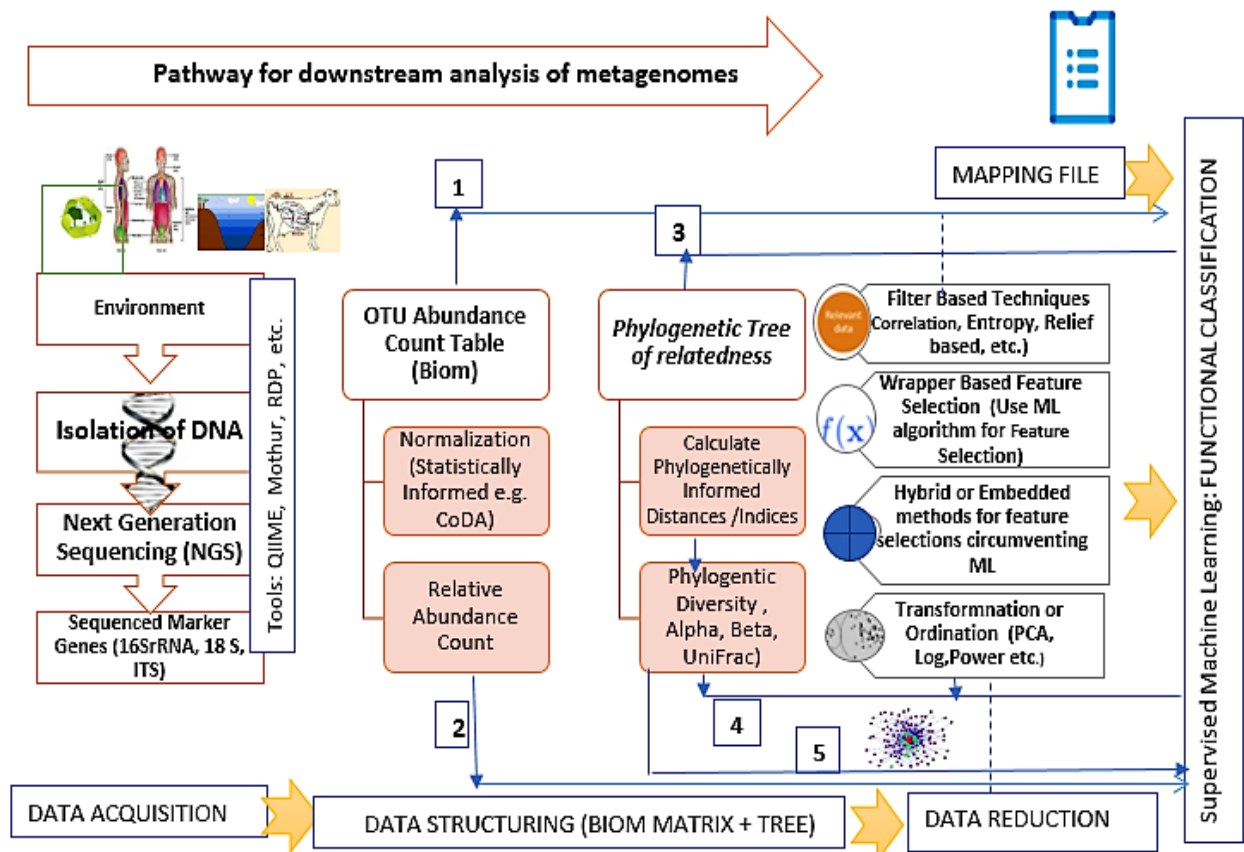 Pathway for downstream analysis of metagenomes
MAPPING FILE
1
3
Environment
Isolation of DNA
Next Generation
Sequencing (NGS)
Sequenced Marker
Genes (16SrRNA, 18 S,
ITS)
Tools: QIIME, Mothur, RDP, etc.
OTU Abundance
Count Table
(Biom)
Normalization
(Statistically
Informed e.g.
CoDA)
Relative
Abundance
Count
2
Phylogenetic Tree
of relatedness
Calculate
Phylogenetically
Informed
Distances /Indices
Phylogentic
Diversity ,
Alpha, Beta,
UniFrac)
4
5
Relevant
data
Filter Based Techniques
Correlation, Entropy, Relief
based, etc.)
f(x)
Wrapper Based Feature
Selection (Use ML
algorithm for Feature
Selection)
Hybrid or Embedded
methods for feature
selections circumventing
ML
Transformnation or
Ordination (PCA,
Log,Power etc.)
Supervised Machine Learning: FUNCTIONAL CLASSIFICATION
DATA ACQUISITION
DATA STRUCTURING (BIOM MATRIX + TREE)
DATA REDUCTION